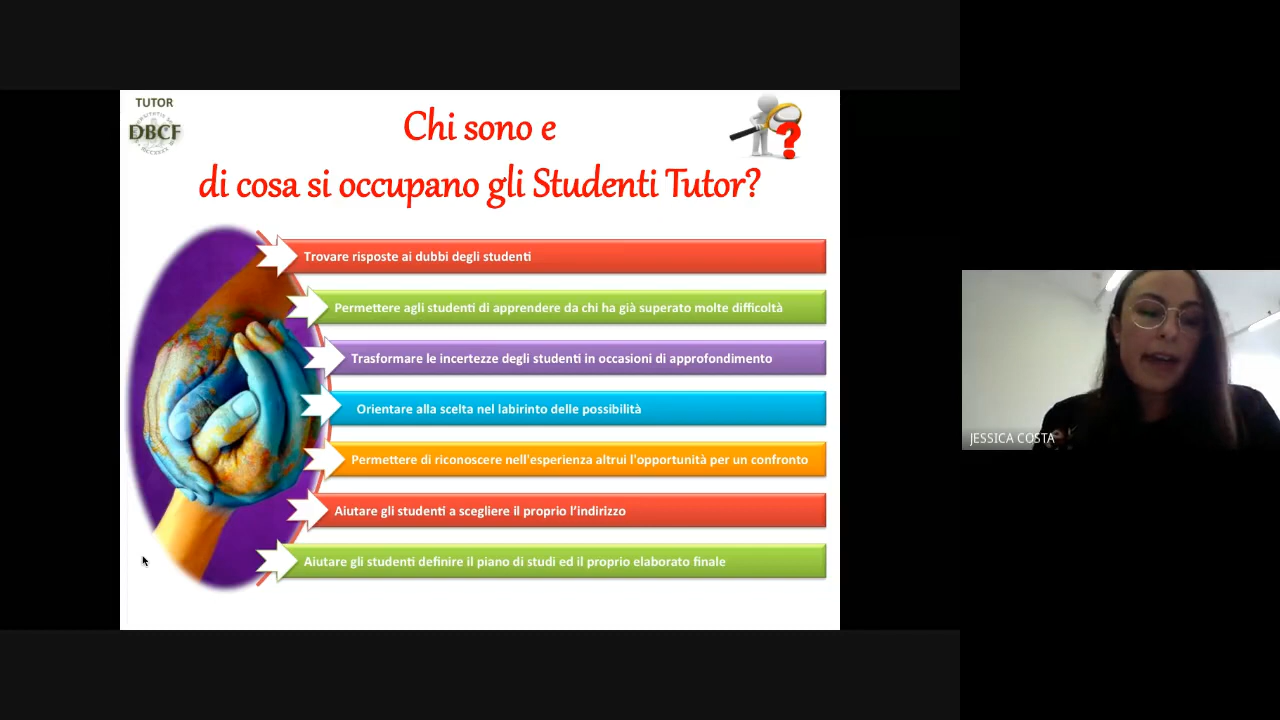 TUTOR
DBCF
Chi sono e
di cosa si occupano gli Studenti Tutor?
Trovare risposte ai dubbi degli studenti
Permettere agli studenti di apprendere da chi ha già superato molte difficoltà
Trasformare le incertezze degli studenti in occasioni di approfondimento
Orientare alla scelta nel labirinto delle possibilità
Permettere di riconoscere nell'esperienza altrui l'opportunità per un confronto
Aiutare gli studenti a scegliere il proprio l’indirizzo
Aiutare gli studenti definire il piano di studi ed il proprio elaborato finale
JESSICA COSTA